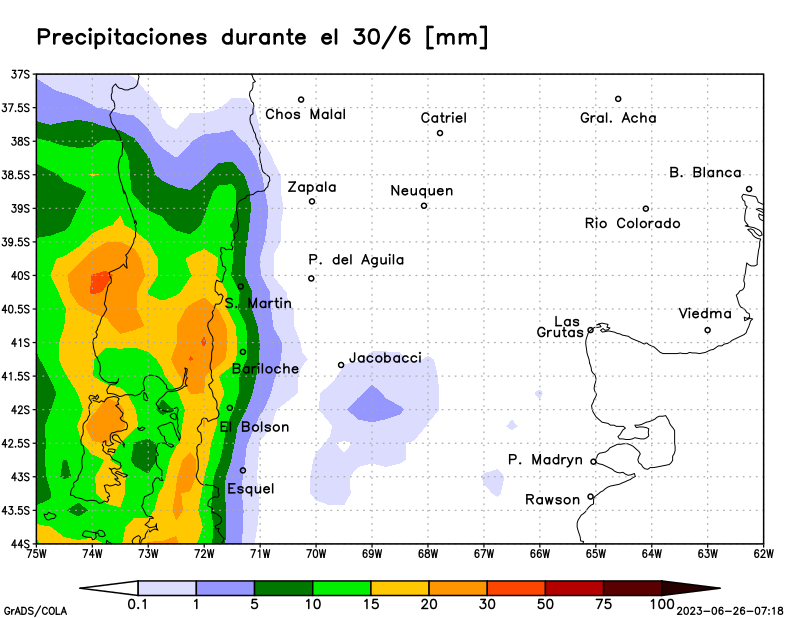 Precipitaciones durante el 30/6 [mm]
37S
37.5S
Chos Malal
Catriel
Gral. Acha
38S
38.5S
B. Blanca
Zapala
Neuquen
39S
Rio Colorado
39.5S
P. del Aguila
40S
S. Martin
40.5S
Viedma
Las
Grutas
41S
Jacobacci
Bariloche
41.5S
42S
El Bolson
42.5S
P. Madryn
43S
Esquel
Rawson
43.5S
44S
75W 74W 73W 72W 71W 70W 69W 68W 67W 66W 65W 64W 63W 62W
0.1 1 5 10 15 20 30 50 75 100
GrADS/COLA
2023-06-26-07:18